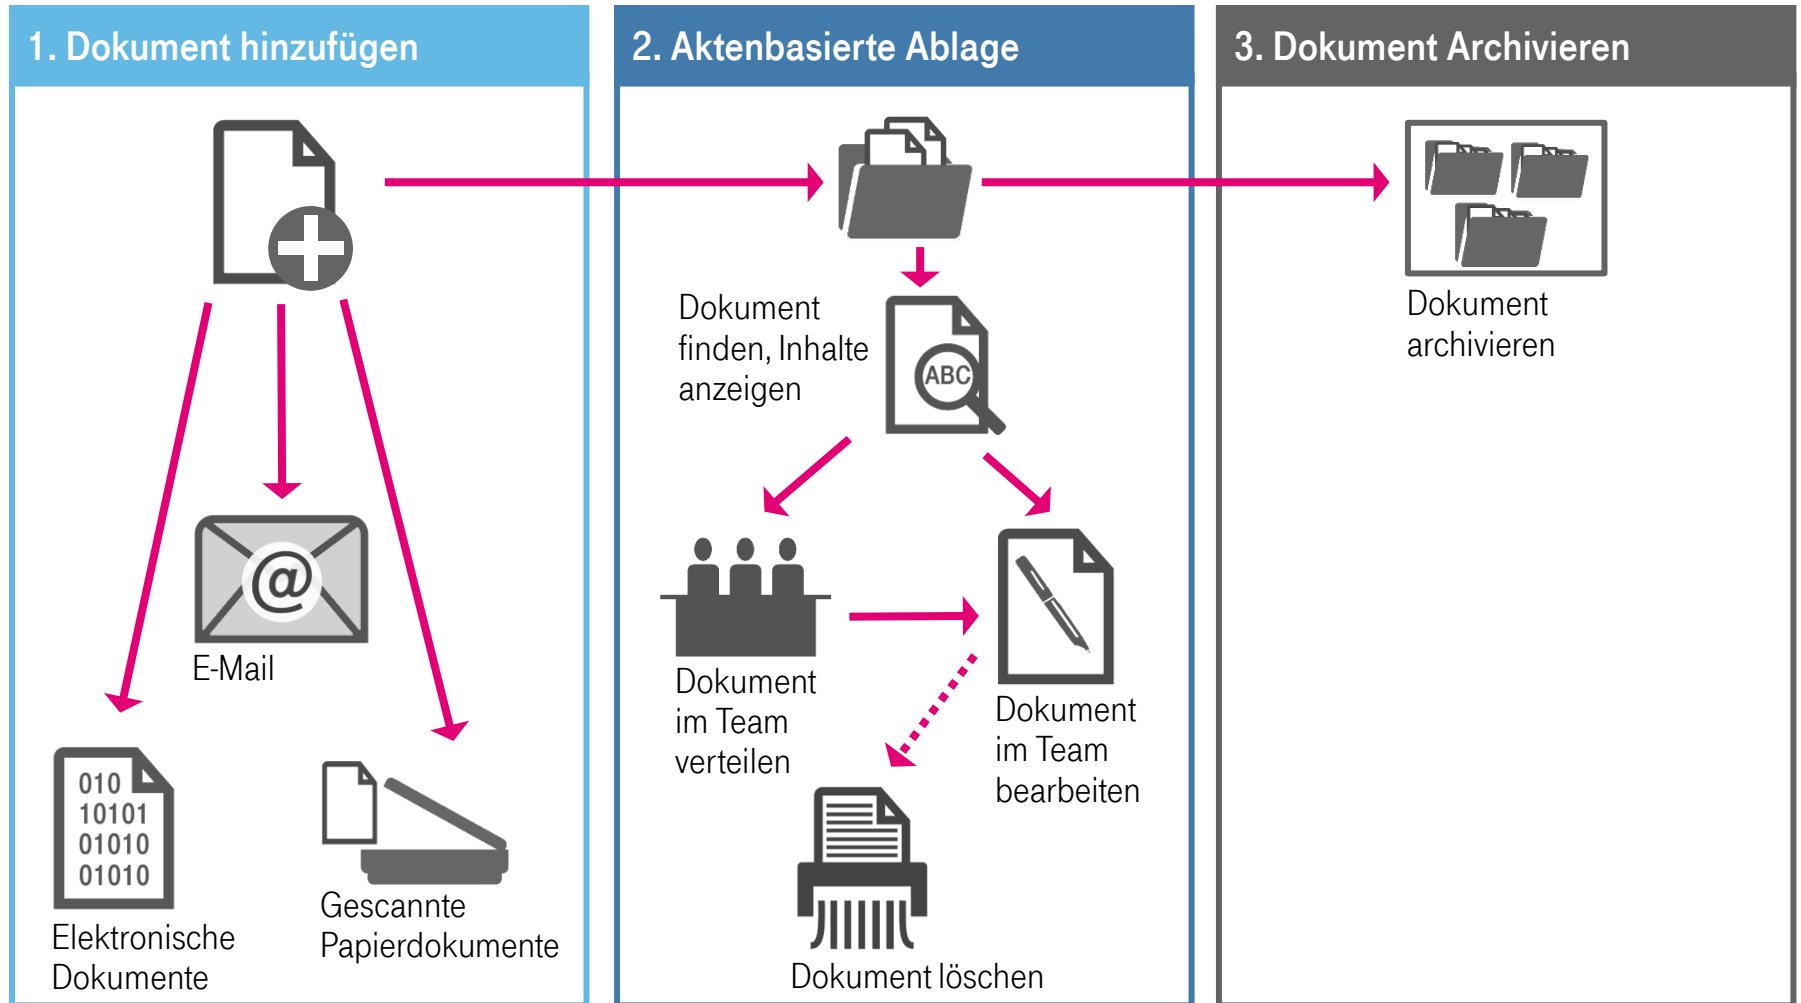 1. Dokument hinzufügen
@
E-Mail
010
10101
01010
01010
Elektronische
Dokumente
Gescannte
Papierdokumente
2. Aktenbasierte Ablage
Dokument
finden, Inhalte
anzeigen
ABC
Dokument
im Team
verteilen
Dokument
im Team
bearbeiten
Dokument löschen
3. Dokument Archivieren
Dokument
archivieren